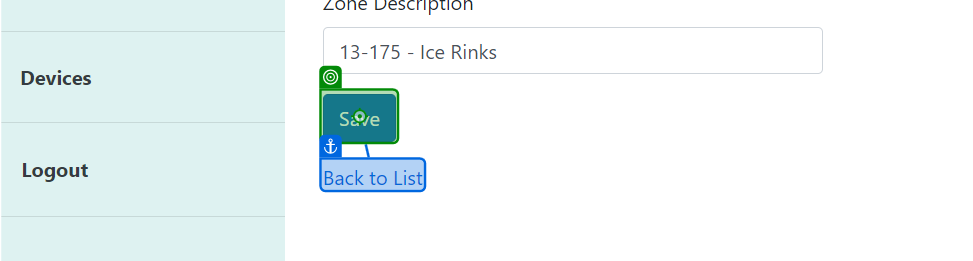 Zone Description
13-175 - Ice Rinks
Devices
Save
Logout
Back to List